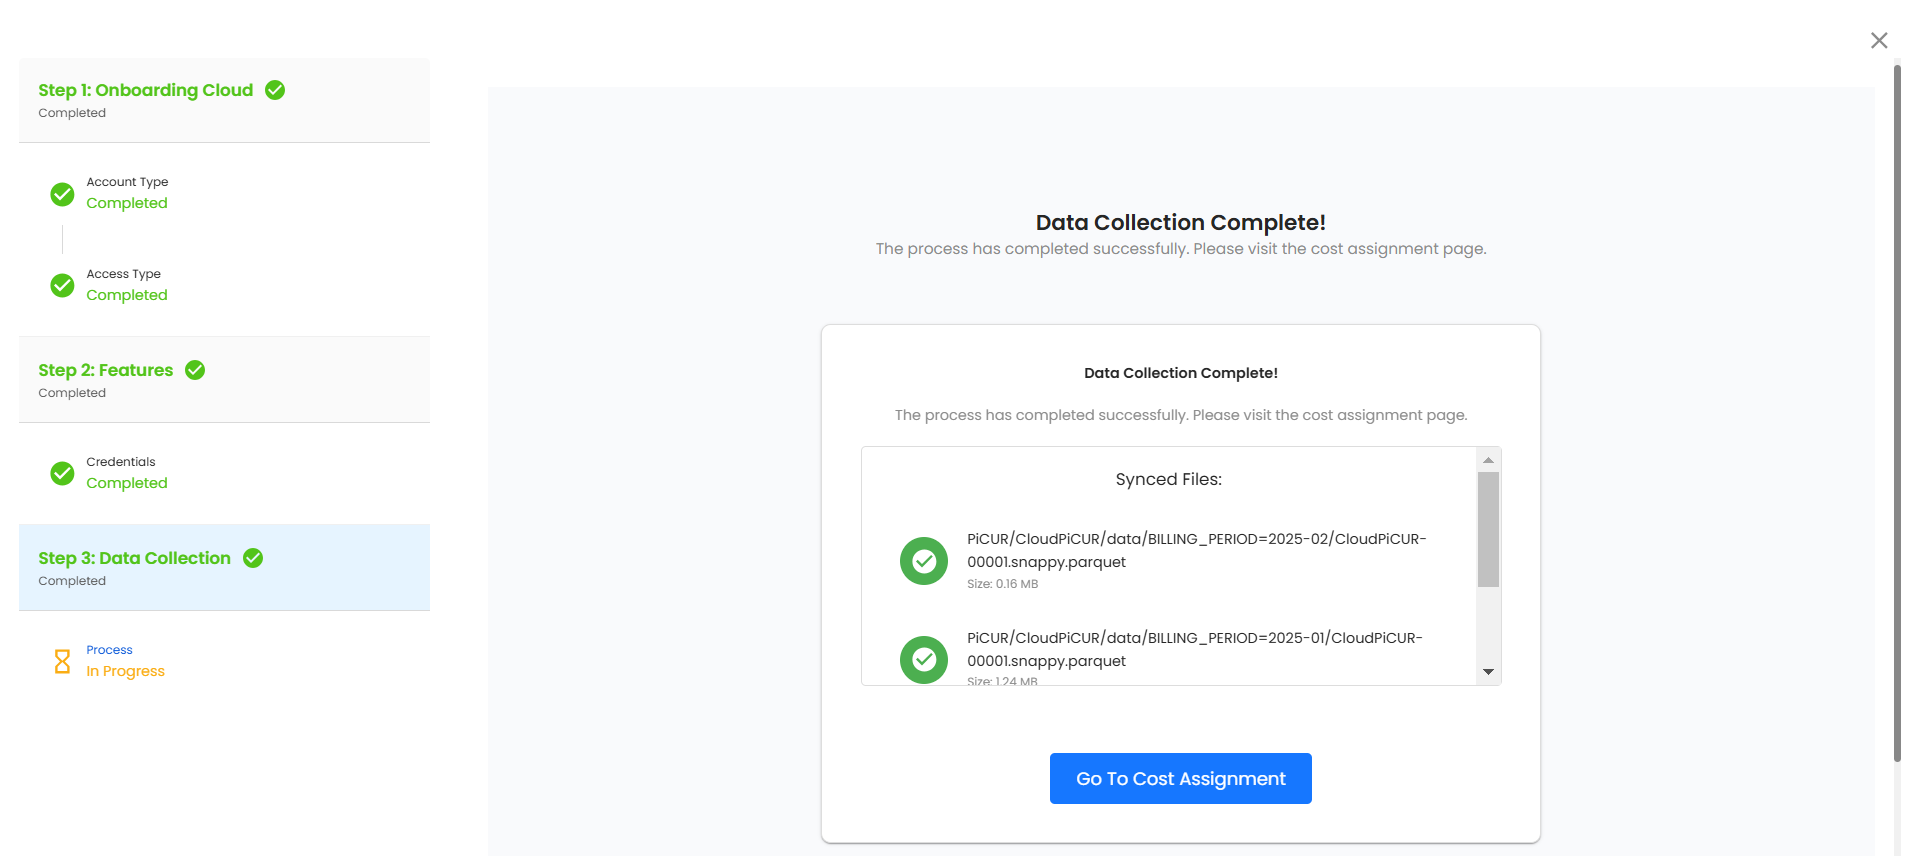 Step 1: Onboarding Cloud
Completed
Account Type
Completed
Access Type
Completed
Step 2: Features
Completed
Credentials
Completed
Step 3: Data Collection
Completed
Process
In Progress
Data Collection Complete!
The process has completed successfully. Please visit the cost assignment page.
Data Collection Complete!
The process has completed successfully. Please visit the cost assignment page.
Synced Files:
PiCUR/CloudPiCUR/data/BILLING_PERIOD=2025-02/CloudPiCUR-
00001.snappy.parquet
Size: 0.16 MB
PiCUR/CloudPiCUR/data/BILLING_PERIOD=2025-01/CloudPiCUR-
00001.snappy.parquet
Size: 1.24 MB
Go To Cost Assignment